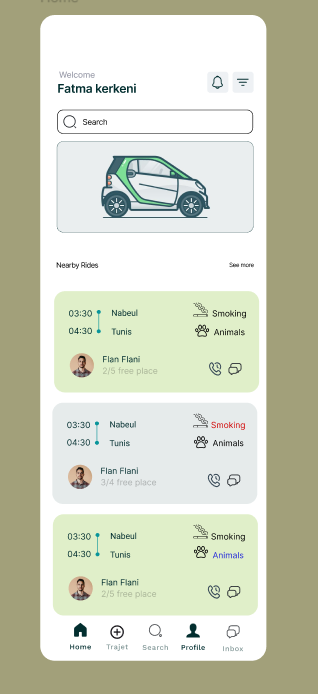 Home
Welcome
Fatma kerkeni
Search
Nearby Rides See more
03:30 Nabeul Smoking
04:30 Tunis Animals
Flan Flani
2/5 free place
03:30 Nabeul Smoking
04:30 Tunis Animals
Flan Flani
3/4 free place
03:30 Nabeul Smoking
04:30 Tunis Animals
Flan Flani
2/5 free place
Home Trajet Search Profile Inbox